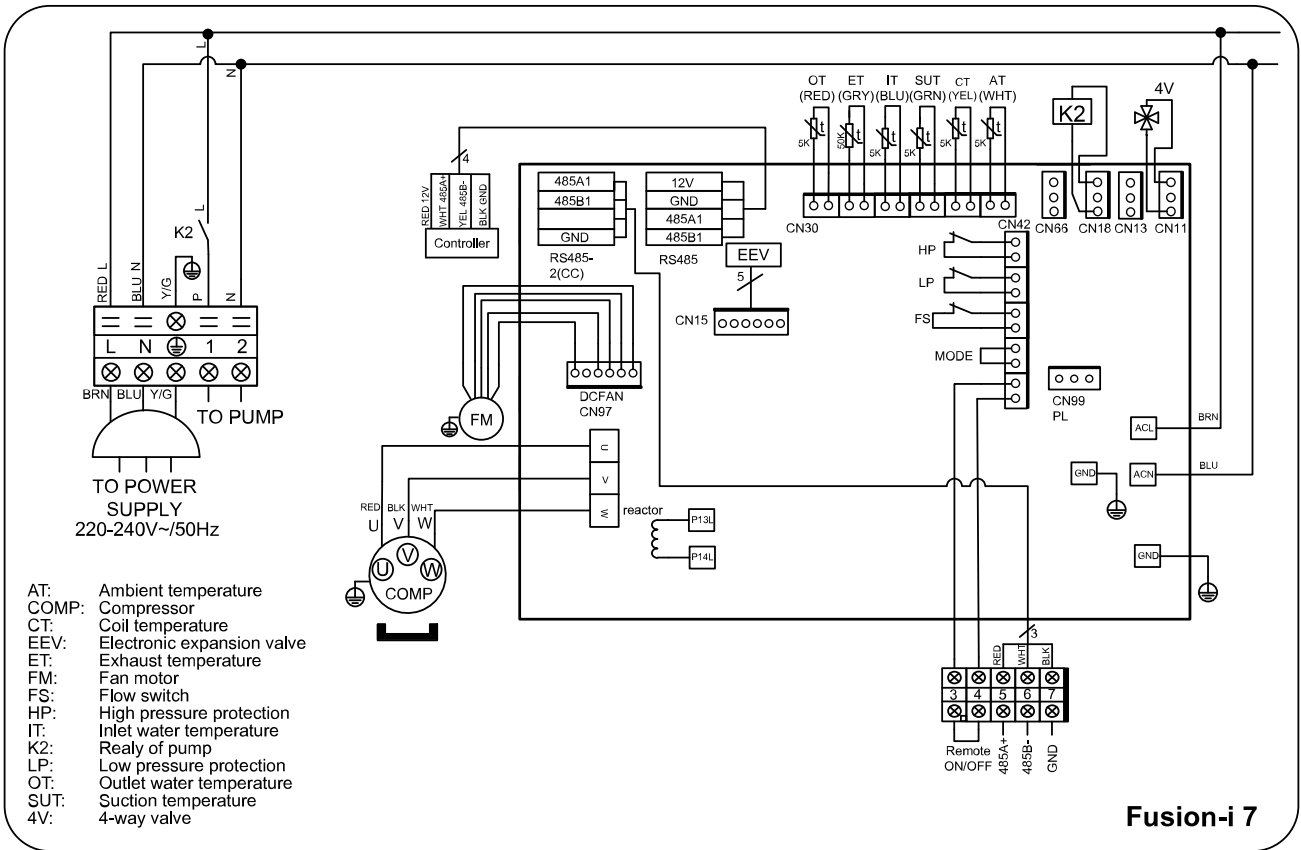 L
N
OT ET IT SUT CT AT
(RED) (GRY) (BLU) (GRN) (YEL) (WHT)
t t t t t t
5K 50K 5K 5K 5K 5K
K2
4V
4
RED 12V
WHT 485A+
YEL 485B-
BLK GND
Controller
485A1
485B1
GND
RS485-
2(CC)
12V
GND
485A1
485B1
RS485
CN30
CN42
CN66
CN18
CN13
CN11
EEV
5
CN15
HP
LP
FS
MODE
CN99
PL
L
K2
RED L
BLU N
Y/G
P
N
L N 1 2
BRN BLU Y/G
TO PUMP
TO POWER
SUPPLY
220-240V~/50Hz
DCFAN
CN97
FM
U
V
W
reactor
P13L
P14L
RED BLK WHT
U V W
U V W
COMP
ACL
BRN
ACN
BLU
GND
GND
3
RED
WHT
BLK
3 4 5 6 7
Remote
ON/OFF
485A+
485B-
GND
AT: Ambient temperature
COMP: Compressor
CT: Coil temperature
EEV: Electronic expansion valve
ET: Exhaust temperature
FM: Fan motor
FS: Flow switch
HP: High pressure protection
IT: Inlet water temperature
K2: Realy of pump
LP: Low pressure protection
OT: Outlet water temperature
SUT: Suction temperature
4V: 4-way valve
Fusion-i 7